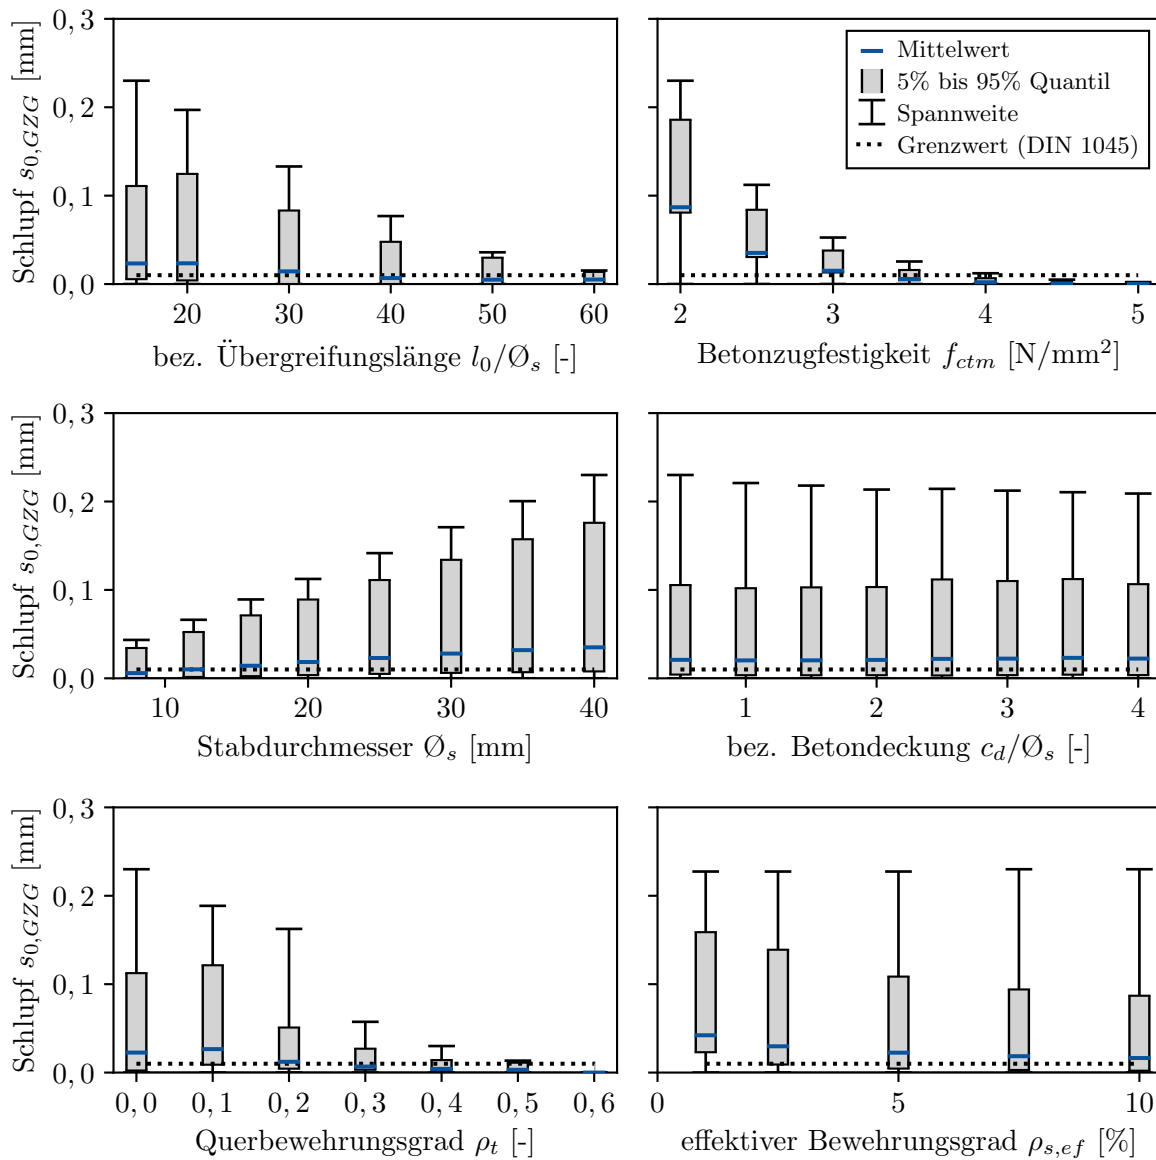 Schlupf s0,GZG [mm]
0,3
0,2
0,1
0,0
20 30 40 50 60
bez. Übergreifungslänge l0/Øs [-]
Mittelwert
5% bis 95% Quantil
Spannweite
Grenzwert (DIN 1045)
2 3 4 5
Betonzugfestigkeit fctm [N/mm²]
Schlupf s0,GZG [mm]
0,3
0,2
0,1
0,0
10 20 30 40
Stabdurchmesser Øs [mm]
1 2 3 4
bez. Betondeckung cd/Øs [-]
Schlupf s0,GZG [mm]
0,3
0,2
0,1
0,0
0,0 0,1 0,2 0,3 0,4 0,5 0,6
Querbewehrungsgrad ρt [-]
0 5 10
effektiver Bewehrungsgrad ρs,ef [%]